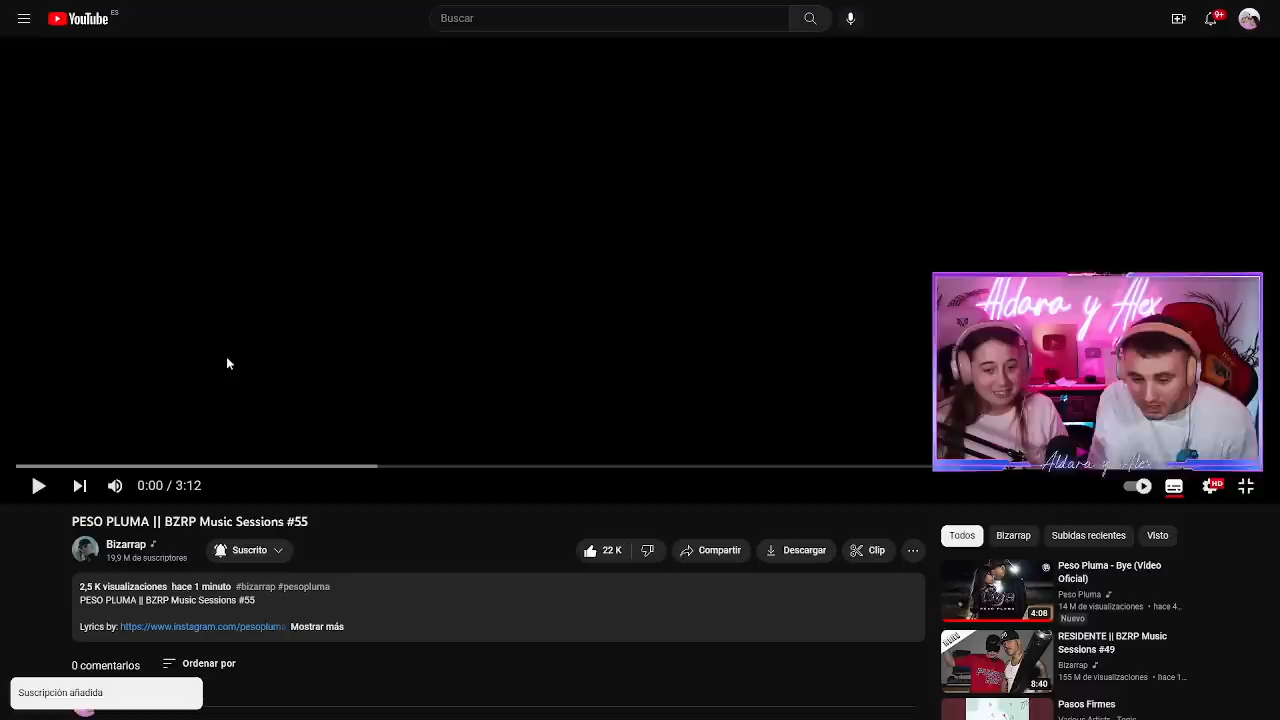 YouTube ES
Buscar
9+
Aldara y Alex
Aldara y Alex
0:00 / 3:12
HD
PESO PLUMA || BZRP Music Sessions #55
Bizarrap
19,9 M de suscriptores
Suscrito
22 K
Compartir
Descargar
Clip
2,5 K visualizaciones hace 1 minuto #bizarrap #pesopluma
PESO PLUMA || BZRP Music Sessions #55
Lyrics by: https://www.instagram.com/pesopluma Mostrar más
0 comentarios
Ordenar por
Suscripción añadida
Todos
Bizarrap
Subidas recientes
Visto
4:08
Peso Pluma - Bye (Video
Oficial)
Peso Pluma
14 M de visualizaciones • hace 4...
Nuevo
8:40
RESIDENTE || BZRP Music
Sessions #49
Bizarrap
155 M de visualizaciones • hace 1...
Pasos Firmes